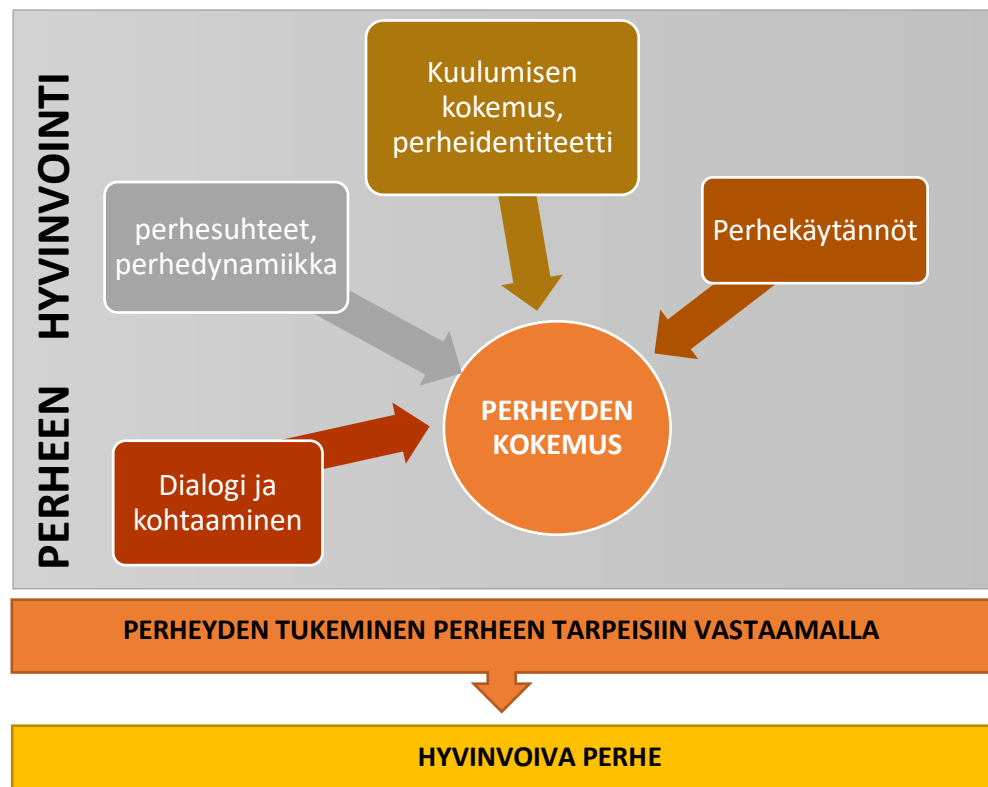 PERHEEN HYVINVOINTI
Kuulumisen
kokemus,
perheidentiteetti
perhesuhteet,
perhedynamiikka
Perhekäytännöt
PERHEYDEN
KOKEMUS
Dialogi ja
kohtaaminen
PERHEYDEN TUKEMINEN PERHEEN TARPEISIIN VASTAAMALLA
HYVINVOIVA PERHE